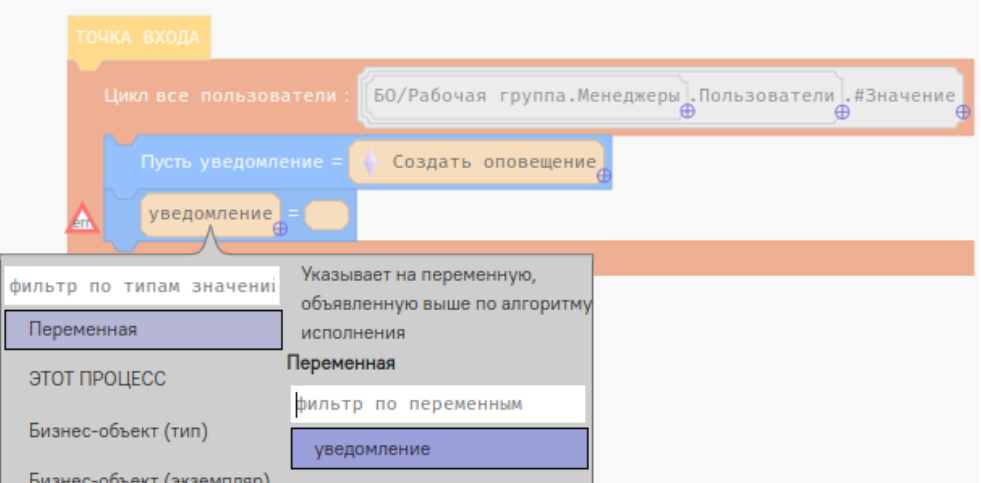 ТОЧКА ВХОДА
Цикл все пользователи : БО/Рабочая группа.Менеджеры .Пользователи .#Значение
Пусть уведомление = Создать оповещение
err уведомление =
фильтр по типам значени
Переменная
ЭТОТ ПРОЦЕСС
Бизнес-объект (тип)
Бизнес-объект (экземпляр)
Указывает на переменную,
объявленную выше по алгоритму
исполнения
Переменная
фильтр по переменным
уведомление